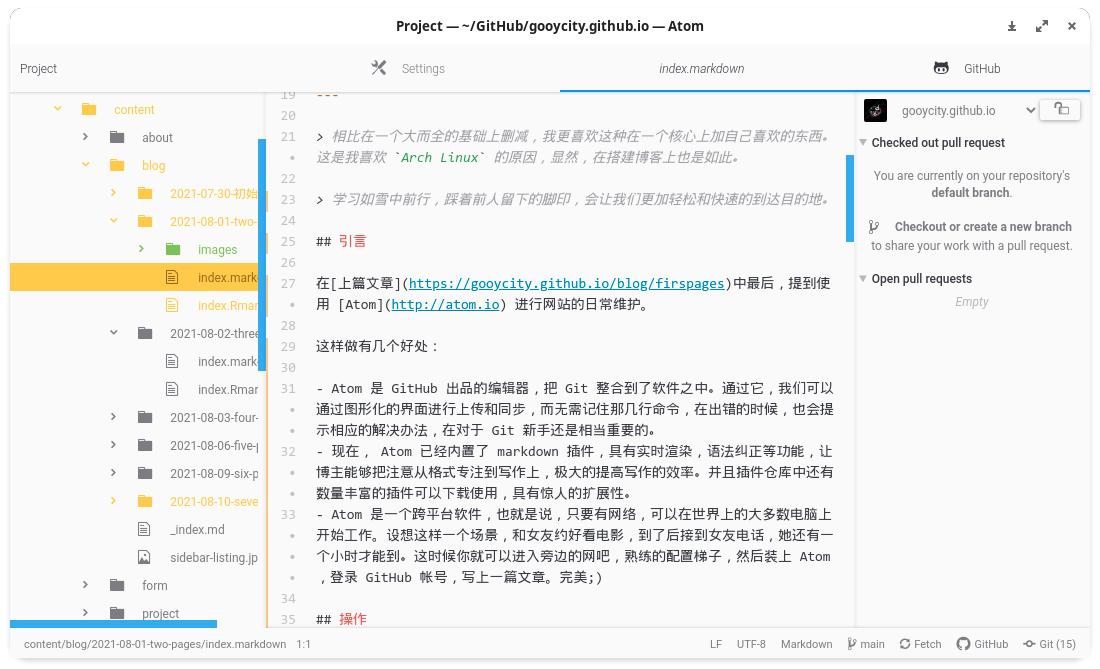 Project — ~/GitHub/gooycity.github.io — Atom
Project
Settings
index.markdown
GitHub
content
about
blog
2021-07-30-初始
2021-08-01-two-
images
index.mark
index.Rmar
2021-08-02-three
index.mark
index.Rmar
2021-08-03-four-
2021-08-06-five-p
2021-08-09-six-p
2021-08-10-seve
_index.md
sidebar-listing.jp
form
project
19 ---
20
21 > 相比在一个大而全的基础上删减，我更喜欢这种在一个核心上加自己喜欢的东西。
• 这是我喜欢 `Arch Linux` 的原因，显然，在搭建博客上也是如此。
22
23 > 学习如雪中前行，踩着前人留下的脚印，会让我们更加轻松和快速的到达目的地。
24
25 ## 引言
26
27 在[上篇文章](https://gooycity.github.io/blog/firspages)中最后，提到使
• 用 [Atom](http://atom.io) 进行网站的日常维护。
28
29 这样做有几个好处：
30
31 - Atom 是 GitHub 出品的编辑器，把 Git 整合到了软件之中。通过它，我们可以
• 通过图形化的界面进行上传和同步，而无需记住那几行命令，在出错的时候，也会提
• 示相应的解决办法，在对于 Git 新手还是相当重要的。
32 - 现在， Atom 已经内置了 markdown 插件，具有实时渲染，语法纠正等功能，让
• 博主能够把注意从格式专注到写作上，极大的提高写作的效率。并且插件仓库中还有
• 数量丰富的插件可以下载使用，具有惊人的扩展性。
33 - Atom 是一个跨平台软件，也就是说，只要有网络，可以在世界上的大多数电脑上
• 开始工作。设想这样一个场景，和女友约好看电影，到了后接到女友电话，她还有一
• 个小时才能到。这时候你就可以进入旁边的网吧，熟练的配置梯子，然后装上 Atom
• ，登录 GitHub 帐号，写上一篇文章。完美;)
34
35 ## 操作
gooycity.github.io
Checked out pull request
You are currently on your repository's
default branch.
Checkout or create a new branch
to share your work with a pull request.
Open pull requests
Empty
content/blog/2021-08-01-two-pages/index.markdown 1:1
LF UTF-8 Markdown main Fetch GitHub Git (15)